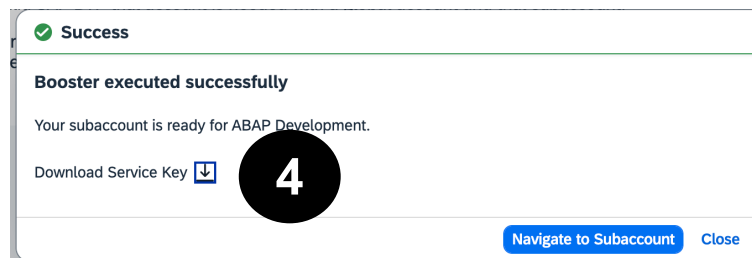 Success
Booster executed successfully
Your subaccount is ready for ABAP Development.
Download Service Key
4
Navigate to Subaccount Close